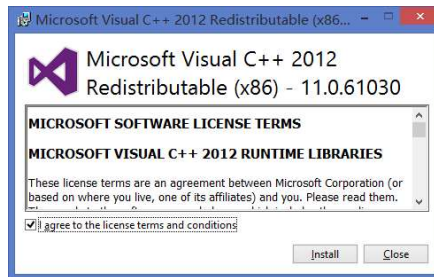 Microsoft Visual C++ 2012 Redistributable (x86...
Microsoft Visual C++ 2012
Redistributable (x86) - 11.0.61030
MICROSOFT SOFTWARE LICENSE TERMS
MICROSOFT VISUAL C++ 2012 RUNTIME LIBRARIES
These license terms are an agreement between Microsoft Corporation (or
based on where you live, one of its affiliates) and you. Please read them.
I agree to the license terms and conditions
Install Close